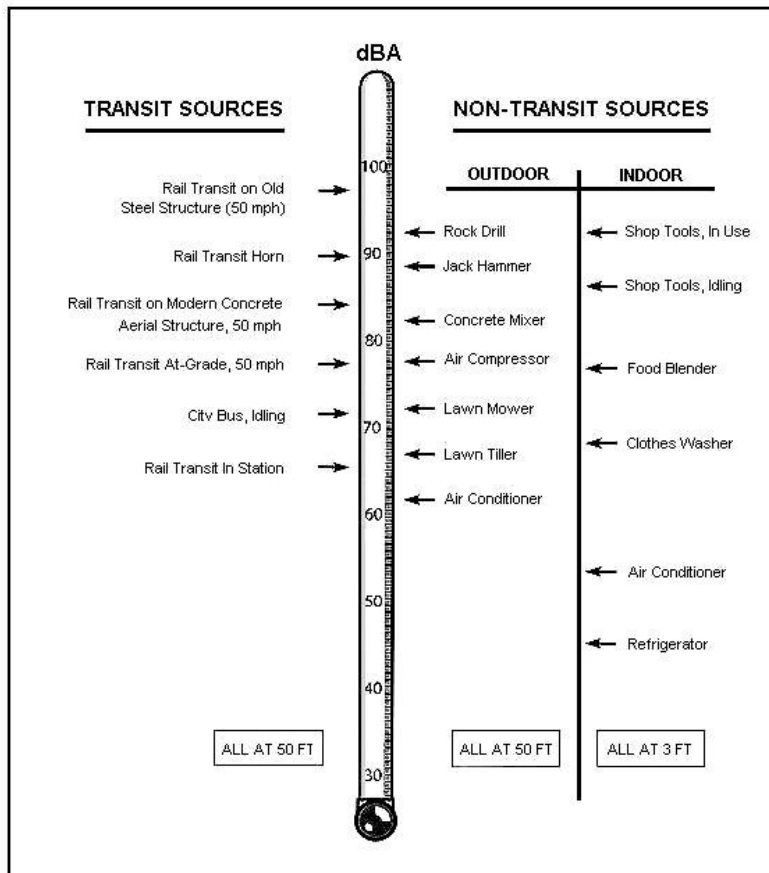 dBA
TRANSIT SOURCES
NON-TRANSIT SOURCES
OUTDOOR
INDOOR
100
90
80
70
60
50
40
30
Rail Transit on Old
Steel Structure (50 mph)
Rail Transit Horn
Rail Transit on Modern Concrete
Aerial Structure, 50 mph
Rail Transit At-Grade, 50 mph
City Bus, Idling
Rail Transit In Station
ALL AT 50 FT
Rock Drill
Jack Hammer
Concrete Mixer
Air Compressor
Lawn Mower
Lawn Tiller
Air Conditioner
ALL AT 50 FT
Shop Tools, In Use
Shop Tools, Idling
Food Blender
Clothes Washer
Air Conditioner
Refrigerator
ALL AT 3 FT